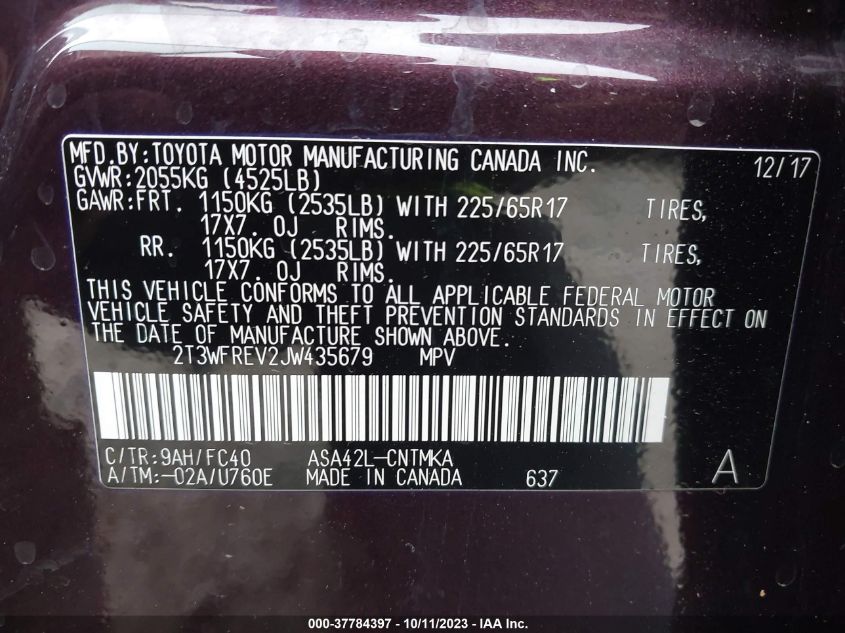 MFD.BY:TOYOTA MOTOR MANUFACTURING CANADA INC. 12/17
GVWR:2055KG (4525LB)
GAWR:FRT. 1150KG (2535LB) WITH 225/65R17 TIRES,
17X7. 0J RIMS.
RR. 1150KG (2535LB) WITH 225/65R17 TIRES,
17X7. 0J RIMS.
THIS VEHICLE CONFORMS TO ALL APPLICABLE FEDERAL MOTOR
VEHICLE SAFETY AND THEFT PREVENTION STANDARDS IN EFFECT ON
THE DATE OF MANUFACTURE SHOWN ABOVE.
2T3WFREV2JW435679 MPV
C/TR:9AH/FC40 ASA42L-CNTMKA
A/TM:-02A/U760E MADE IN CANADA 637 A
000-37784397 - 10/11/2023 - IAA Inc.